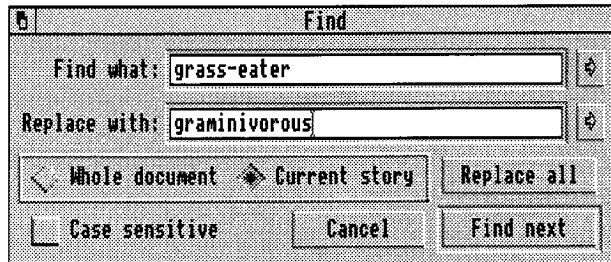 Find
Find what: grass-eater
Replace with: graminivorous
Whole document Current story Replace all
Case sensitive Cancel Find next